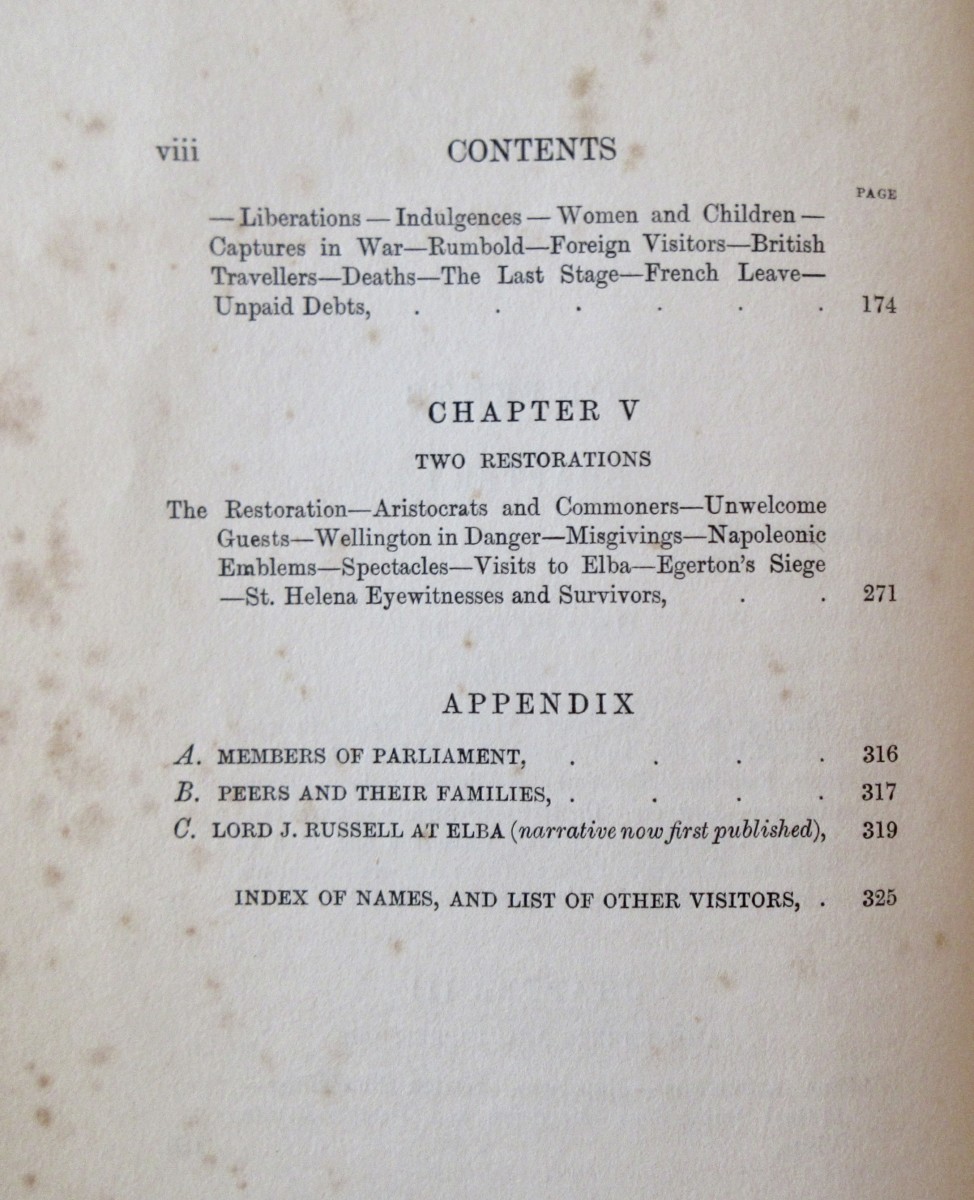 viii CONTENTS
PAGE
— Liberations — Indulgences — Women and Children —
Captures in War—Rumbold—Foreign Visitors—British
Travellers—Deaths—The Last Stage—French Leave—
Unpaid Debts, . . . . . . 174
CHAPTER V
TWO RESTORATIONS
The Restoration—Aristocrats and Commoners—Unwelcome
Guests—Wellington in Danger—Misgivings—Napoleonic
Emblems—Spectacles—Visits to Elba—Egerton's Siege
—St. Helena Eyewitnesses and Survivors, . . 271
APPENDIX
A. MEMBERS OF PARLIAMENT, . . . . 316
B. PEERS AND THEIR FAMILIES, . . . . 317
C. LORD J. RUSSELL AT ELBA (narrative now first published), 319
INDEX OF NAMES, AND LIST OF OTHER VISITORS, . 325